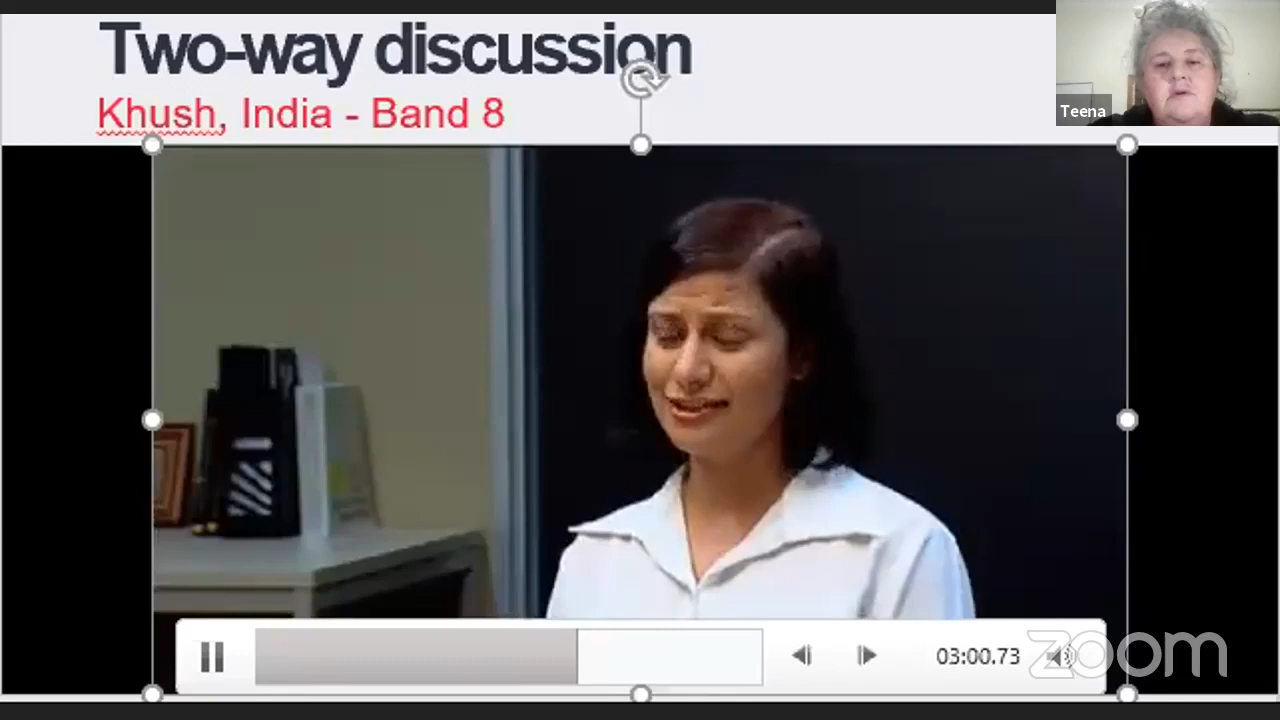 Two-way discussion
Teena
Khush, India - Band 8
03:00.73
zoom